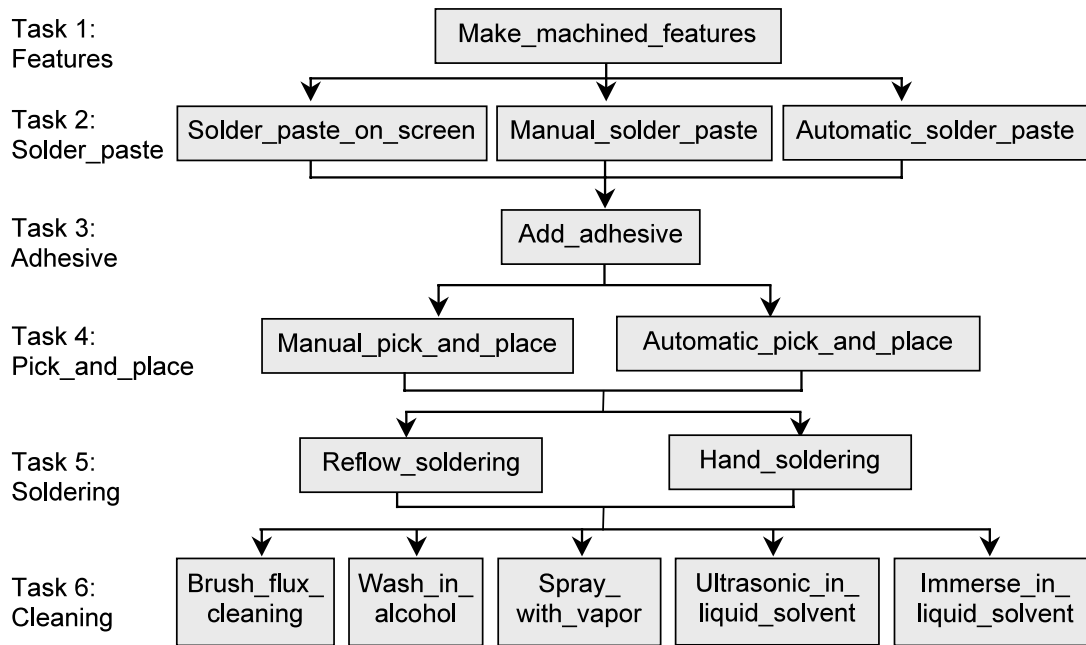 Task 1:
Features
Make_machined_features
Task 2:
Solder_paste
Solder_paste_on_screen
Manual_solder_paste
Automatic_solder_paste
Task 3:
Adhesive
Add_adhesive
Task 4:
Pick_and_place
Manual_pick_and_place
Automatic_pick_and_place
Task 5:
Soldering
Reflow_soldering
Hand_soldering
Task 6:
Cleaning
Brush_flux_
cleaning
Wash_in_
alcohol
Spray_
with_vapor
Ultrasonic_in_
liquid_solvent
Immerse_in_
liquid_solvent